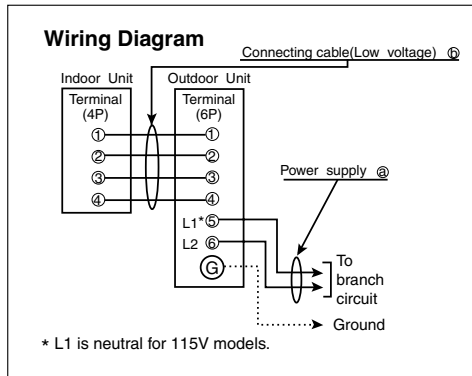 Wiring Diagram
Connecting cable(Low voltage) ⓑ
Indoor Unit
Outdoor Unit
Terminal
(4P)
Terminal
(6P)
① ①
② ②
③ ③
④ ④
Power supply ⓐ
L1*⑤
L2 ⑥
Ⓖ
To
branch
circuit
Ground
* L1 is neutral for 115V models.